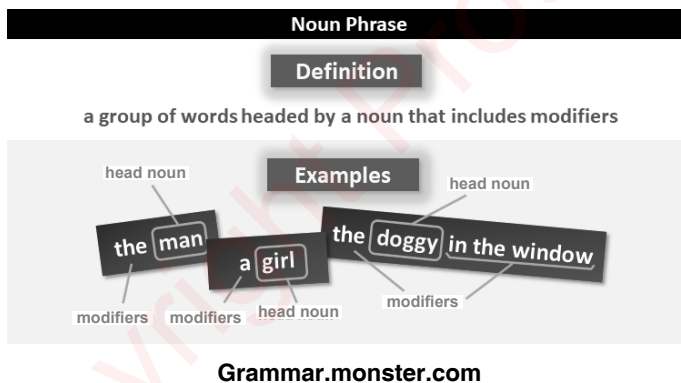 Noun Phrase
Definition
a group of words headed by a noun that includes modifiers
Examples
head noun
head noun
the man
a girl
the doggy in the window
modifiers
modifiers
head noun
modifiers
Grammar.monster.com